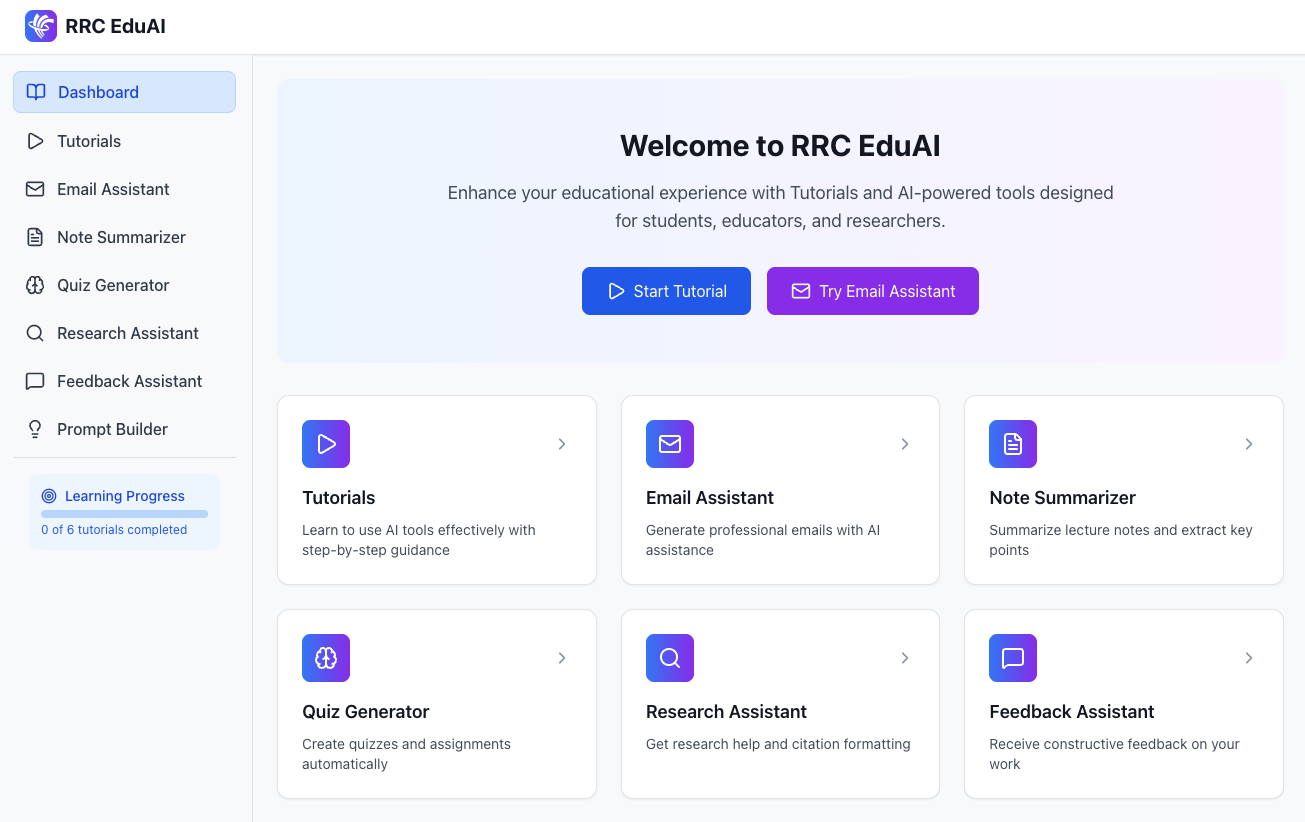 RRC EduAI
Dashboard
Tutorials
Email Assistant
Note Summarizer
Quiz Generator
Research Assistant
Feedback Assistant
Prompt Builder
Learning Progress
0 of 6 tutorials completed
Welcome to RRC EduAI
Enhance your educational experience with Tutorials and AI-powered tools designed
for students, educators, and researchers.
Start Tutorial
Try Email Assistant
Tutorials
Learn to use AI tools effectively with
step-by-step guidance
Email Assistant
Generate professional emails with AI
assistance
Note Summarizer
Summarize lecture notes and extract key
points
Quiz Generator
Create quizzes and assignments
automatically
Research Assistant
Get research help and citation formatting
Feedback Assistant
Receive constructive feedback on your
work